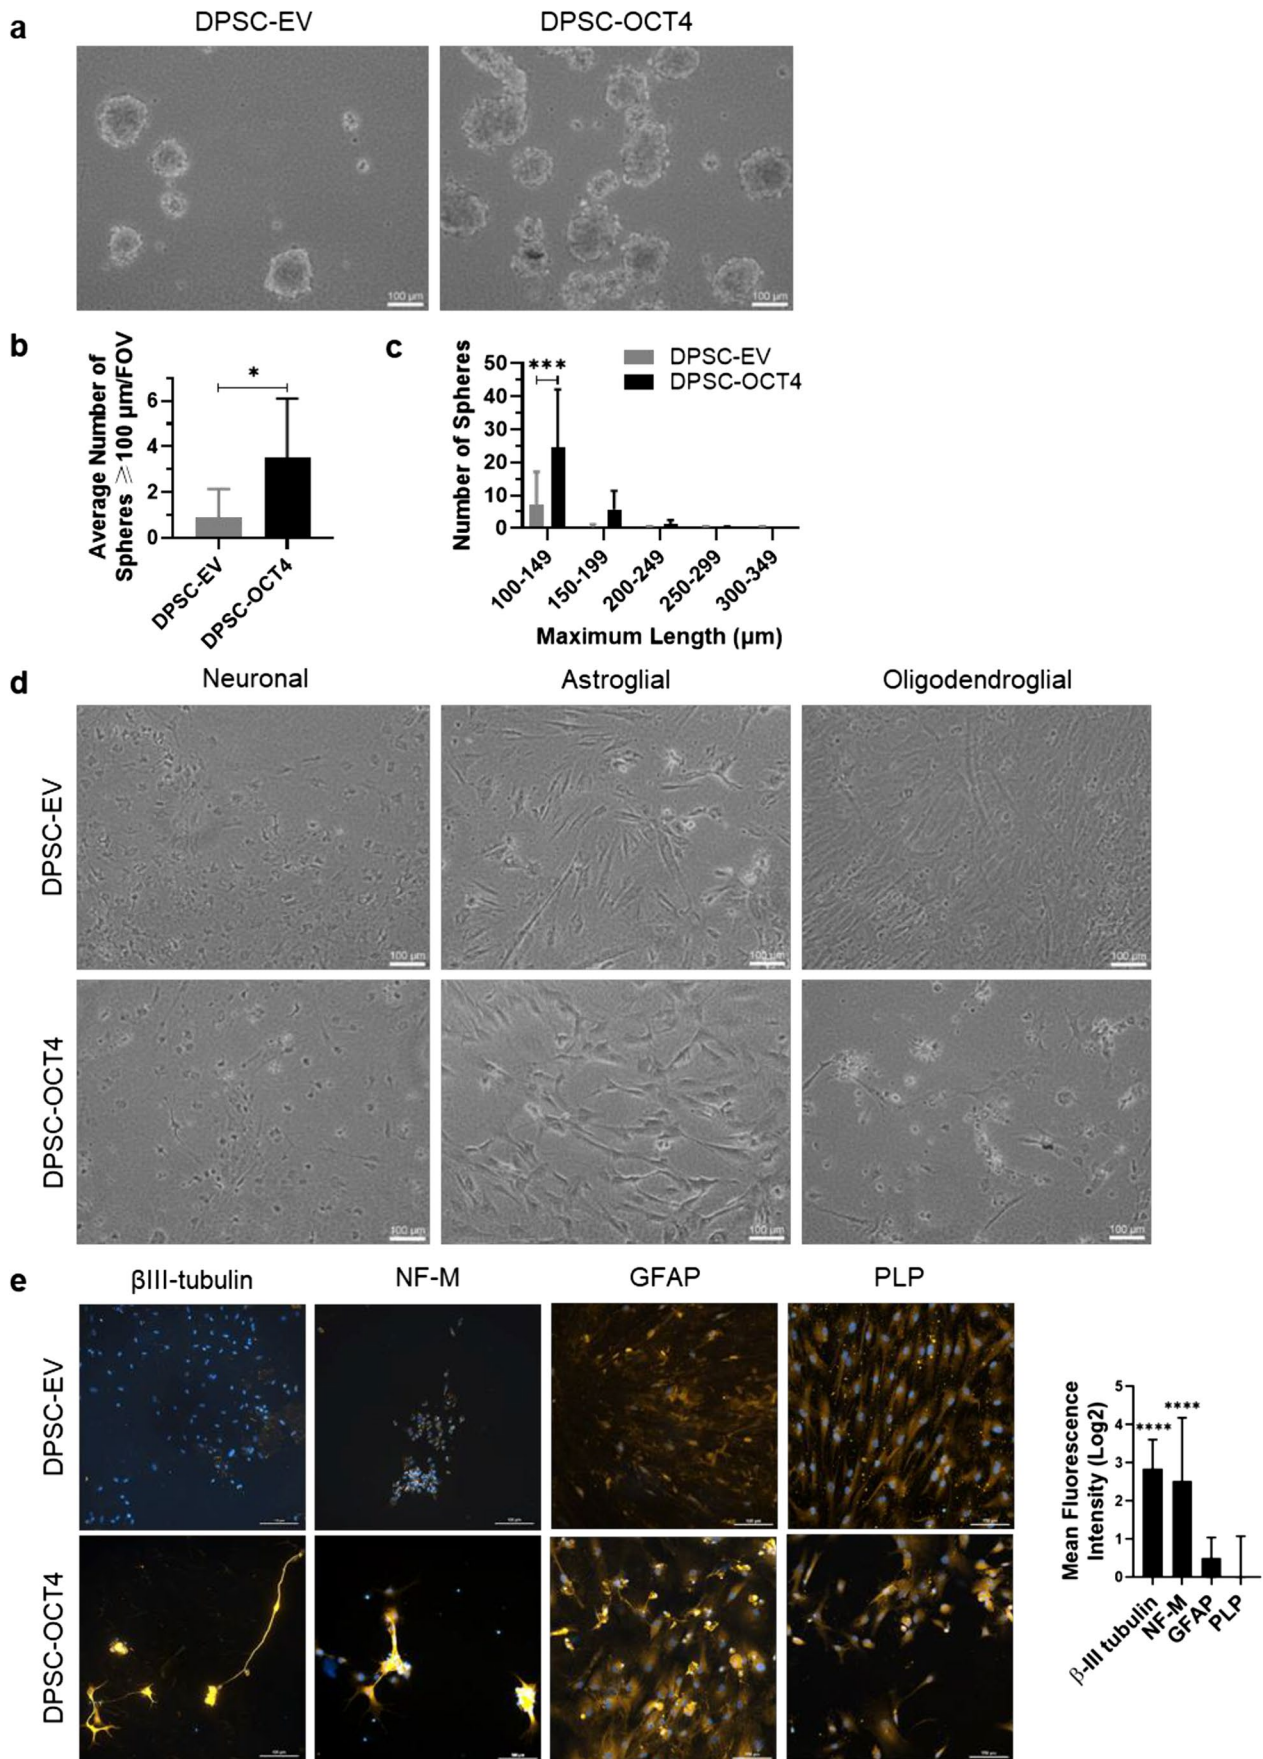 a
DPSC-EV
DPSC-OCT4
100 µm
100 µm
b
Average Number of
Spheres ⩾100 µm/FOV
6
4
2
0
*
DPSC-EV
DPSC-OCT4
c
Number of Spheres
50
40
30
20
10
0
***
DPSC-EV
DPSC-OCT4
100-149
150-199
200-249
250-299
300-349
Maximum Length (µm)
d
Neuronal
Astroglial
Oligodendroglial
DPSC-EV
100 µm
100 µm
100 µm
DPSC-OCT4
100 µm
100 µm
100 µm
e
βIII-tubulin
NF-M
GFAP
PLP
DPSC-EV
DPSC-OCT4
Mean Fluorescence
Intensity (Log2)
5
4
3
2
1
0
****
****
β-III tubulin
NF-M
GFAP
PLP